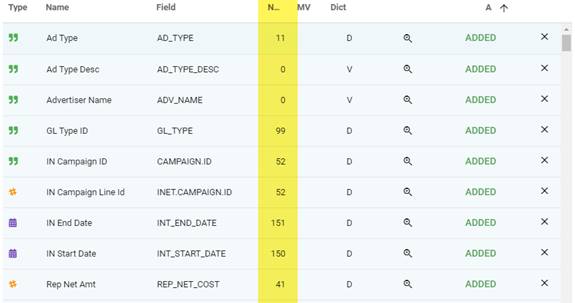 Type Name Field N... MV Dict A
Ad Type AD_TYPE 11 D ADDED
Ad Type Desc AD_TYPE_DESC 0 V ADDED
Advertiser Name ADV_NAME 0 V ADDED
GL Type ID GL_TYPE 99 D ADDED
IN Campaign ID CAMPAIGN.ID 52 D ADDED
IN Campaign Line Id INET.CAMPAIGN.ID 52 D ADDED
IN End Date INT_END_DATE 151 D ADDED
IN Start Date INT_START_DATE 150 D ADDED
Rep Net Amt REP_NET_COST 41 D ADDED